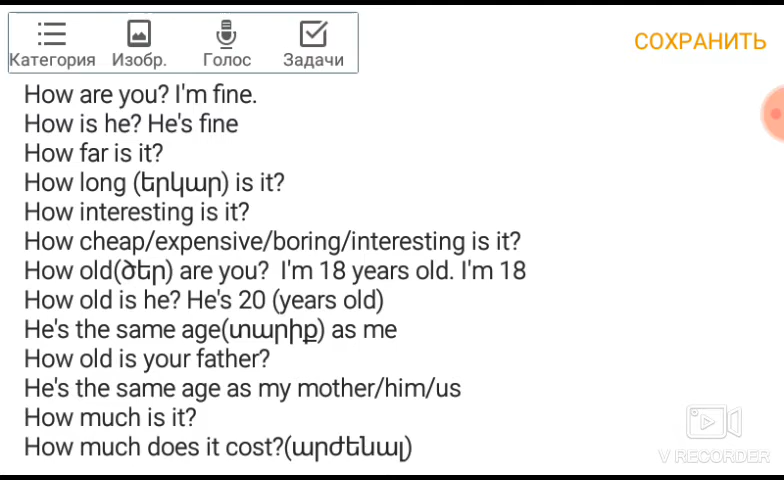 Категория Изобр. Голос Задачи
СОХРАНИТЬ
How are you? I'm fine.
How is he? He's fine
How far is it?
How long (երկար) is it?
How interesting is it?
How cheap/expensive/boring/interesting is it?
How old(ծեր) are you?  I'm 18 years old. I'm 18
How old is he? He's 20 (years old)
He's the same age(տարիք) as me
How old is your father?
He's the same age as my mother/him/us
How much is it?
How much does it cost?(արժենալ)
V RECORDER